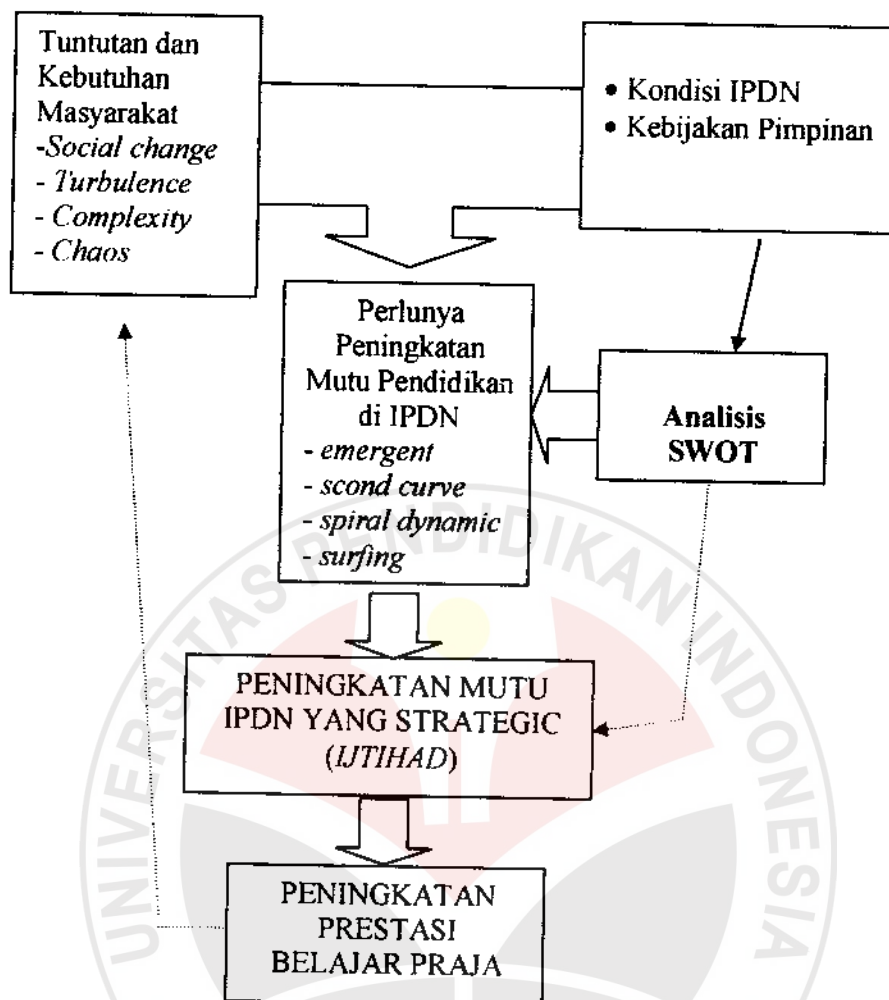 Tuntutan dan
Kebutuhan
Masyarakat
-Social change
- Turbulence
- Complexity
- Chaos
• Kondisi IPDN
• Kebijakan Pimpinan
Perlunya
Peningkatan
Mutu Pendidikan
di IPDN
- emergent
- scond curve
- spiral dynamic
- surfing
Analisis
SWOT
PENINGKATAN MUTU
IPDN YANG STRATEGIC
(IJTIHAD)
PENINGKATAN
PRESTASI
BELAJAR PRAJA
UNIVERSITAS PENDIDIKAN INDONESIA